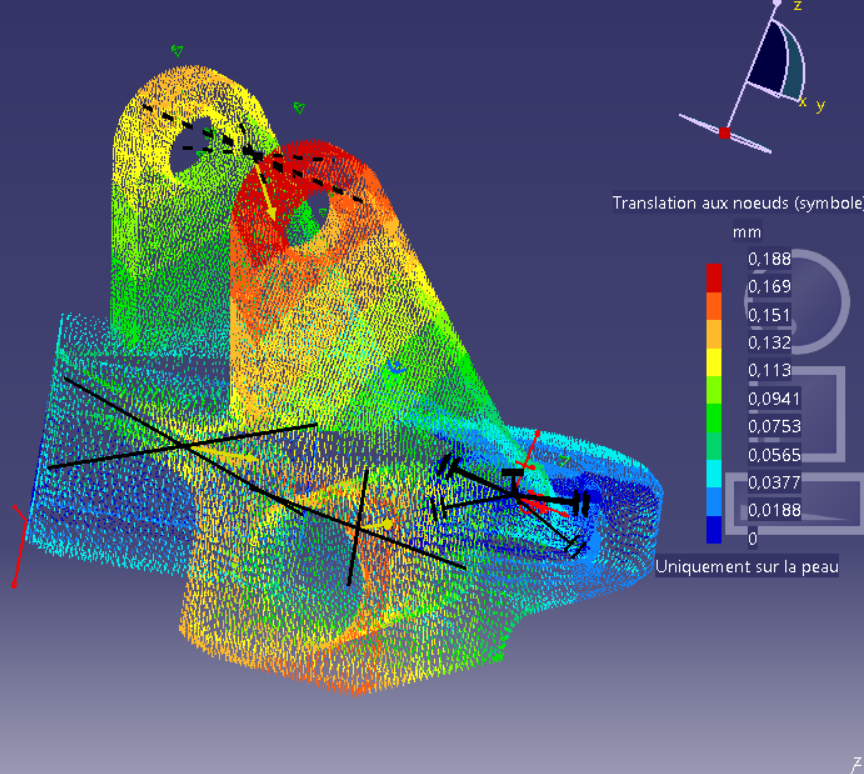 z
x y
Translation aux noeuds (symbole)
mm
0,188
0,169
0,151
0,132
0,113
0,0941
0,0753
0,0565
0,0377
0,0188
0
Uniquement sur la peau
z